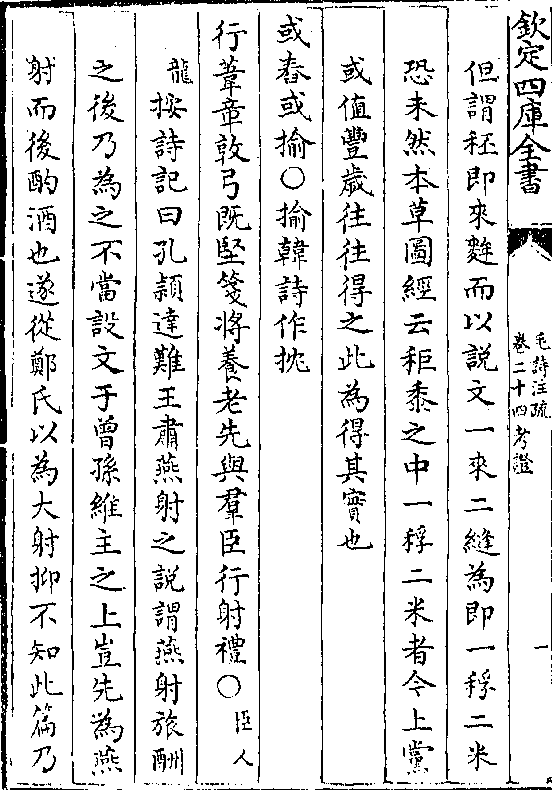 欽定四庫全書
毛詩注疏
卷二十四考證
一
但謂秠即來麰而以説文一來二縫為即一稃二米
恐未然本草圖經云秬黍之中一稃二米者今上黨
或值豐歲往往得之此為得其實也
或舂或揄〇揄韓詩作抌
行葦章敦弓既堅箋將養老先與羣臣行射禮〇臣人
龍按詩記曰孔頴達難王肅燕射之説謂燕射旅酬
之後乃為之不當設文于曾孫維主之上豈先為燕
射而後酌酒也遂從鄭氏以為大射抑不知此篇乃